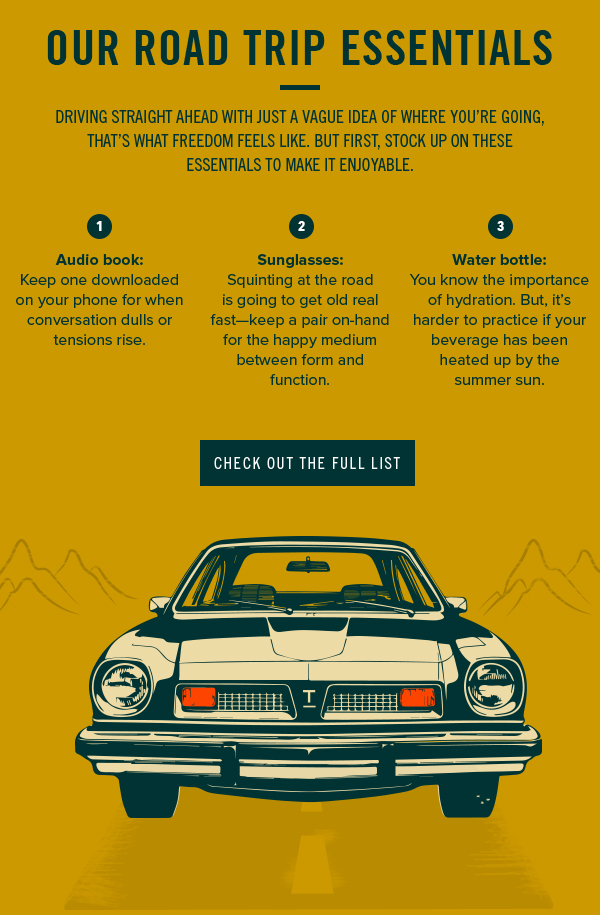 OUR ROAD TRIP ESSENTIALS
DRIVING STRAIGHT AHEAD WITH JUST A VAGUE IDEA OF WHERE YOU’RE GOING,
THAT’S WHAT FREEDOM FEELS LIKE. BUT FIRST, STOCK UP ON THESE
ESSENTIALS TO MAKE IT ENJOYABLE.
1
Audio book:
Keep one downloaded
on your phone for when
conversation dulls or
tensions rise.
2
Sunglasses:
Squinting at the road
is going to get old real
fast—keep a pair on-hand
for the happy medium
between form and
function.
3
Water bottle:
You know the importance
of hydration. But, it’s
harder to practice if your
beverage has been
heated up by the
summer sun.
CHECK OUT THE FULL LIST
T